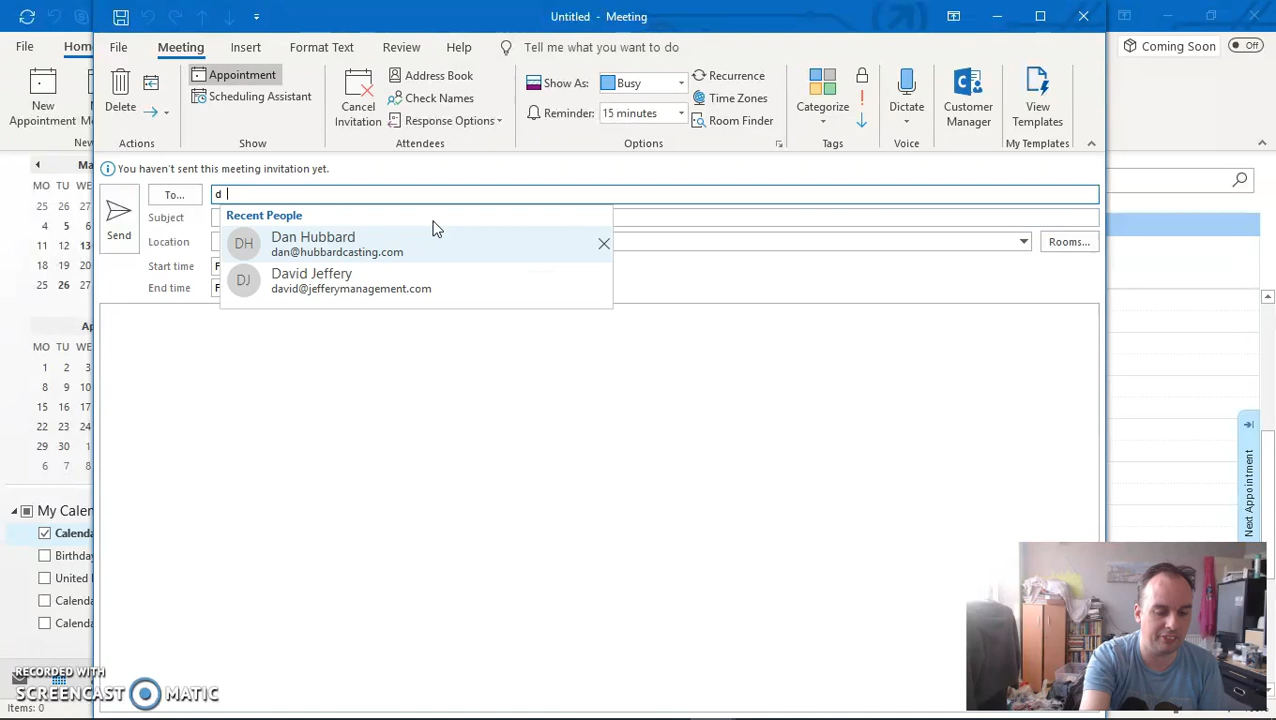 Untitled - Meeting
File
Home
Coming Soon
Off
File Meeting Insert Format Text Review Help Tell me what you want to do
New
Appointment
Delete
Actions
Appointment
Scheduling Assistant
Show
Cancel
Invitation
Address Book
Check Names
Response Options
Attendees
Show As: Busy
Reminder: 15 minutes
Recurrence
Time Zones
Room Finder
Options
Categorize
Tags
Dictate
Voice
Customer
Manager
View
Templates
My Templates
You haven't sent this meeting invitation yet.
Send
To... d
Subject
Location
Rooms...
Start time
End time
Recent People
DH Dan Hubbard
dan@hubbardcasting.com
DJ David Jeffery
david@jefferymanagement.com
MO TU W
25 26 2
4 5 6
11 12 13
18 19 20
25 26 2
MO TU W
1 2 3
8 9 10
15 16 17
22 23 24
29 30 1
6 7 8
My Calen
Calenda
Birthday
United
Calenda
Calenda
Next Appointment
RECORDED WITH
SCREENCAST MATIC
Items: 0